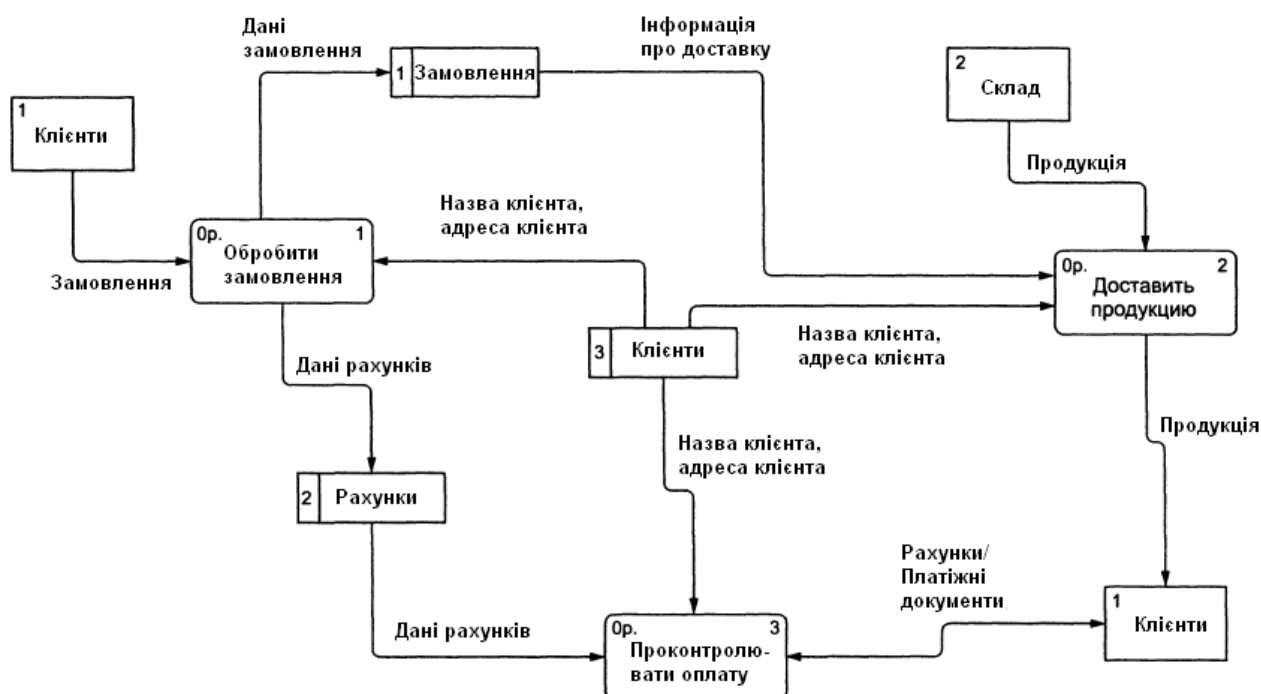 Дані
замовлення
Інформація
про доставку
1 Замовлення
2
Склад
1
Клієнти
Продукція
Назва клієнта,
адреса клієнта
0р. 1
Обробити
замовлення
Замовлення
0р. 2
Доставить
продукцию
3 Клієнти
Назва клієнта,
адреса клієнта
Дані рахунків
Продукція
Назва клієнта,
адреса клієнта
2 Рахунки
Рахунки/
Платіжні
документи
1
Клієнти
Дані рахунків
0р. 3
Проконтролю-
вати оплату